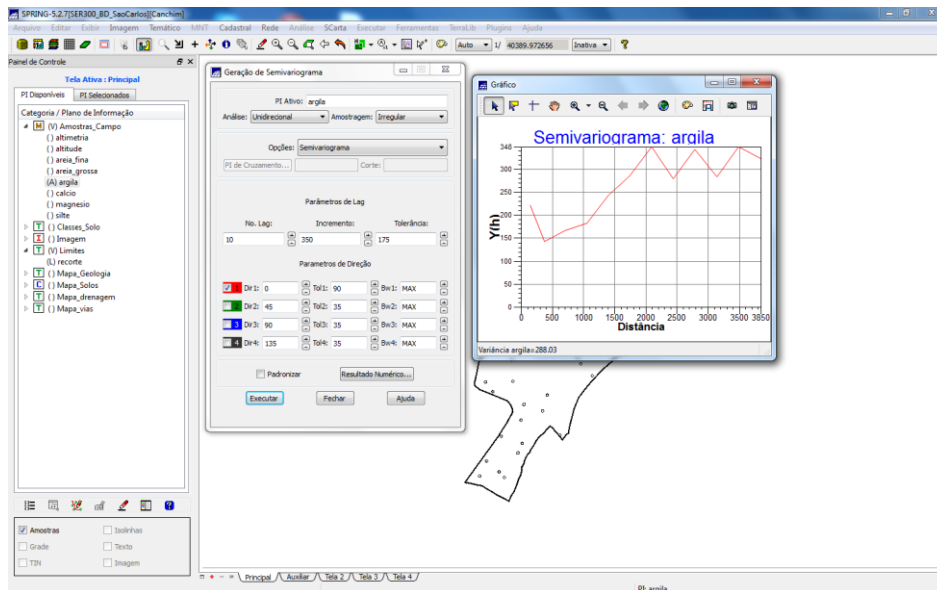 SPRING-5.2.7[SER300_BD_SaoCarlos][Canchim]
Arquivo Editar Exibir Imagem Temático MNT Cadastral Rede Análise SCarta Executar Ferramentas TerraLib Plugins Ajuda
Auto 1/ 40389.972656 Inativa
Painel de Controle
Tela Ativa : Principal
PI Disponíveis PI Selecionados
Categoria / Plano de Informação
M (V) Amostras_Campo
() altimetria
() altitude
() areia_fina
() areia_grossa
(A) argila
() calcio
() magnesio
() silte
T () Classes_Solo
I () Imagem
T (V) Limites
(L) recorte
T () Mapa_Geologia
C () Mapa_Solos
T () Mapa_drenagem
T () Mapa_vias
Amostras Isolinhas
Grade Texto
TIN Imagem
Geração de Semivariograma
PI Ativo: argila
Análise: Unidirecional Amostragem: Irregular
Opções: Semivariograma
PI de Cruzamento... Corte:
Parâmetros de Lag
No. Lag: Incremento: Tolerância:
10 350 175
Parametros de Direção
1 Dir1: 0 Tol1: 90 Bw1: MAX
2 Dir2: 45 Tol2: 35 Bw2: MAX
3 Dir3: 90 Tol3: 35 Bw3: MAX
4 Dir4: 135 Tol4: 35 Bw4: MAX
Padronizar Resultado Numérico...
Executar Fechar Ajuda
Gráfico
Semivariograma: argila
348
300
250
200
150
100
50
0
Y(h)
0 500 1000 1500 2000 2500 3000 3500 3850
Distância
Variância argila=288.03
Principal Auxiliar Tela 2 Tela 3 Tela 4
PI: argila